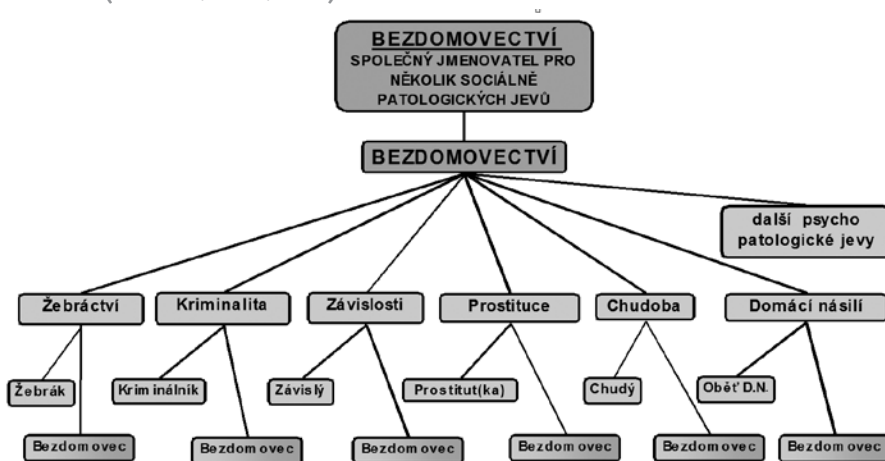 BEZDOMOVECTVÍ
SPOLEČNÝ JMENOVATEL PRO
NĚKOLIK SOCIÁLNĚ
PATOLOGICKÝCH JEVŮ
BEZDOMOVECTVÍ
další psycho
patologické jevy
Žebráctví
Kriminalita
Závislosti
Prostituce
Chudoba
Domácí násilí
Žebrák
Kriminálník
Závislý
Prostitut(ka)
Chudý
Oběť D.N.
Bezdomovec
Bezdomovec
Bezdomovec
Bezdomovec
Bezdomovec
Bezdomovec